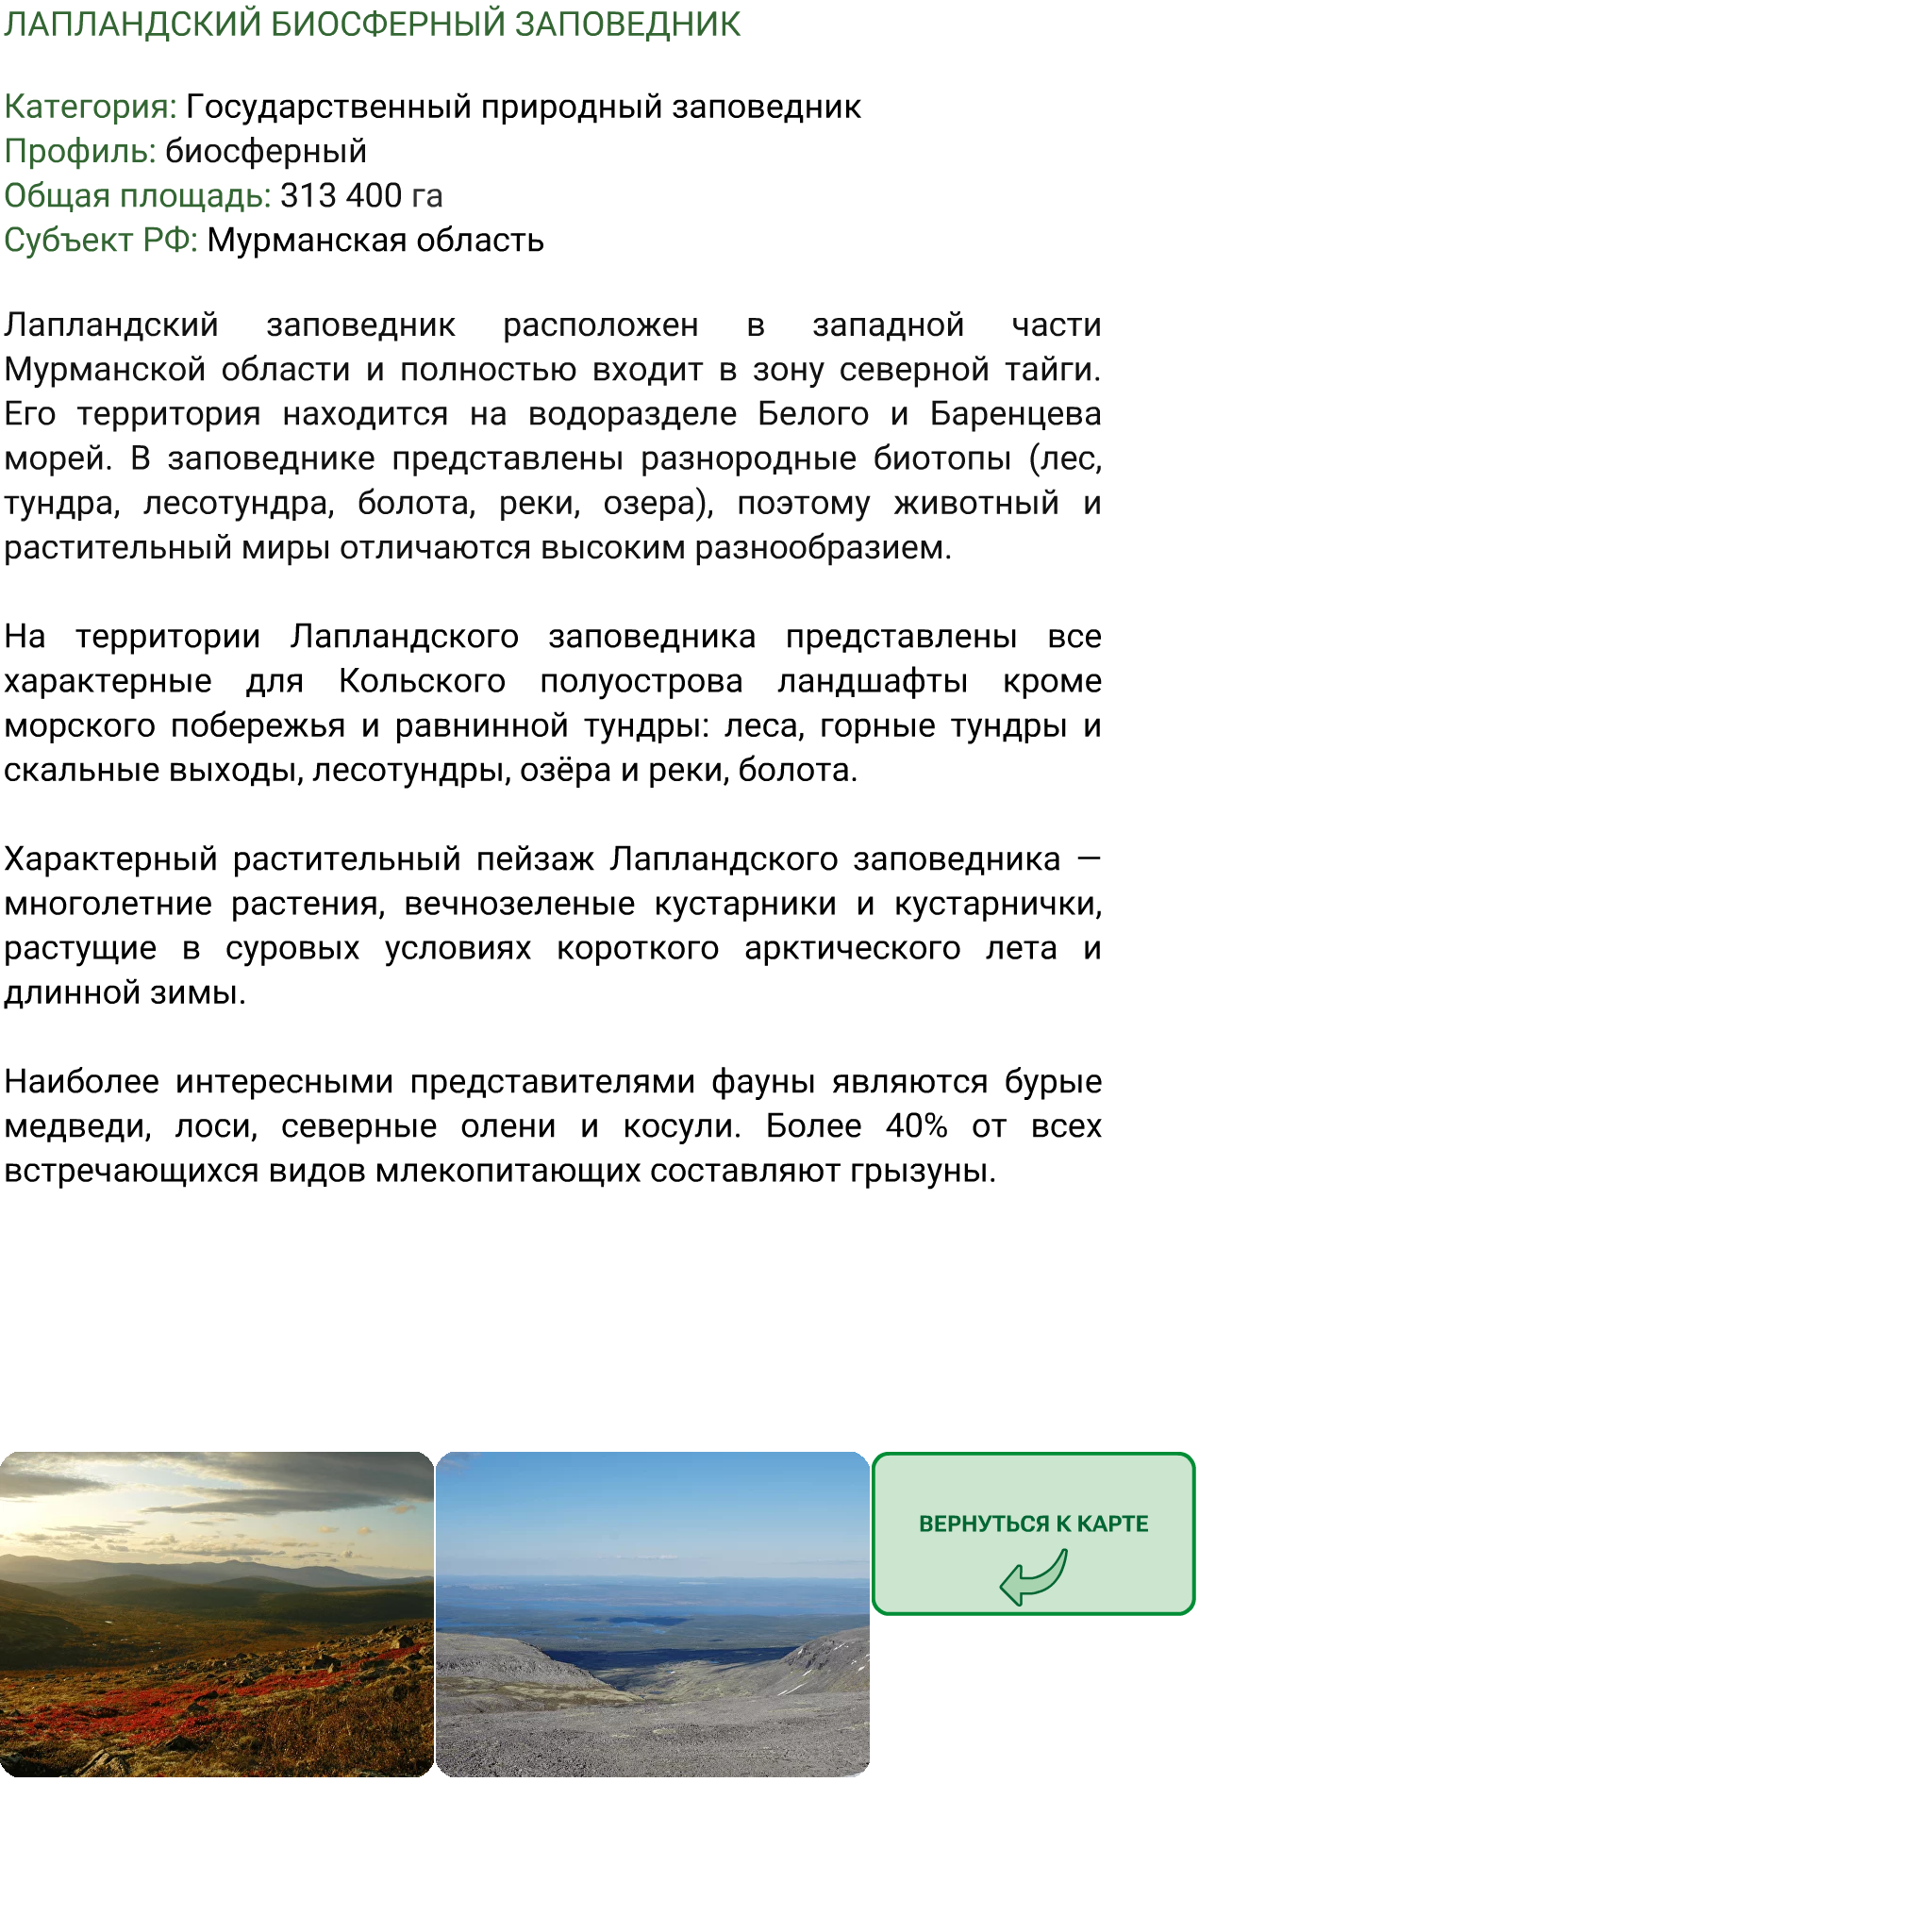 ЛАПЛАНДСКИЙ БИОСФЕРНЫЙ ЗАПОВЕДНИК
Категория: Государственный природный заповедник
Профиль: биосферный
Общая площадь: 313 400 га
Субъект РФ: Мурманская область
Лапландский заповедник расположен в западной части
Мурманской области и полностью входит в зону северной тайги.
Его территория находится на водоразделе Белого и Баренцева
морей. В заповеднике представлены разнородные биотопы (лес,
тундра, лесотундра, болота, реки, озера), поэтому животный и
растительный миры отличаются высоким разнообразием.
На территории Лапландского заповедника представлены все
характерные для Кольского полуострова ландшафты кроме
морского побережья и равнинной тундры: леса, горные тундры и
скальные выходы, лесотундры, озёра и реки, болота.
Характерный растительный пейзаж Лапландского заповедника —
многолетние растения, вечнозеленые кустарники и кустарнички,
растущие в суровых условиях короткого арктического лета и
длинной зимы.
Наиболее интересными представителями фауны являются бурые
медведи, лоси, северные олени и косули. Более 40% от всех
встречающихся видов млекопитающих составляют грызуны.
ВЕРНУТЬСЯ К КАРТЕ